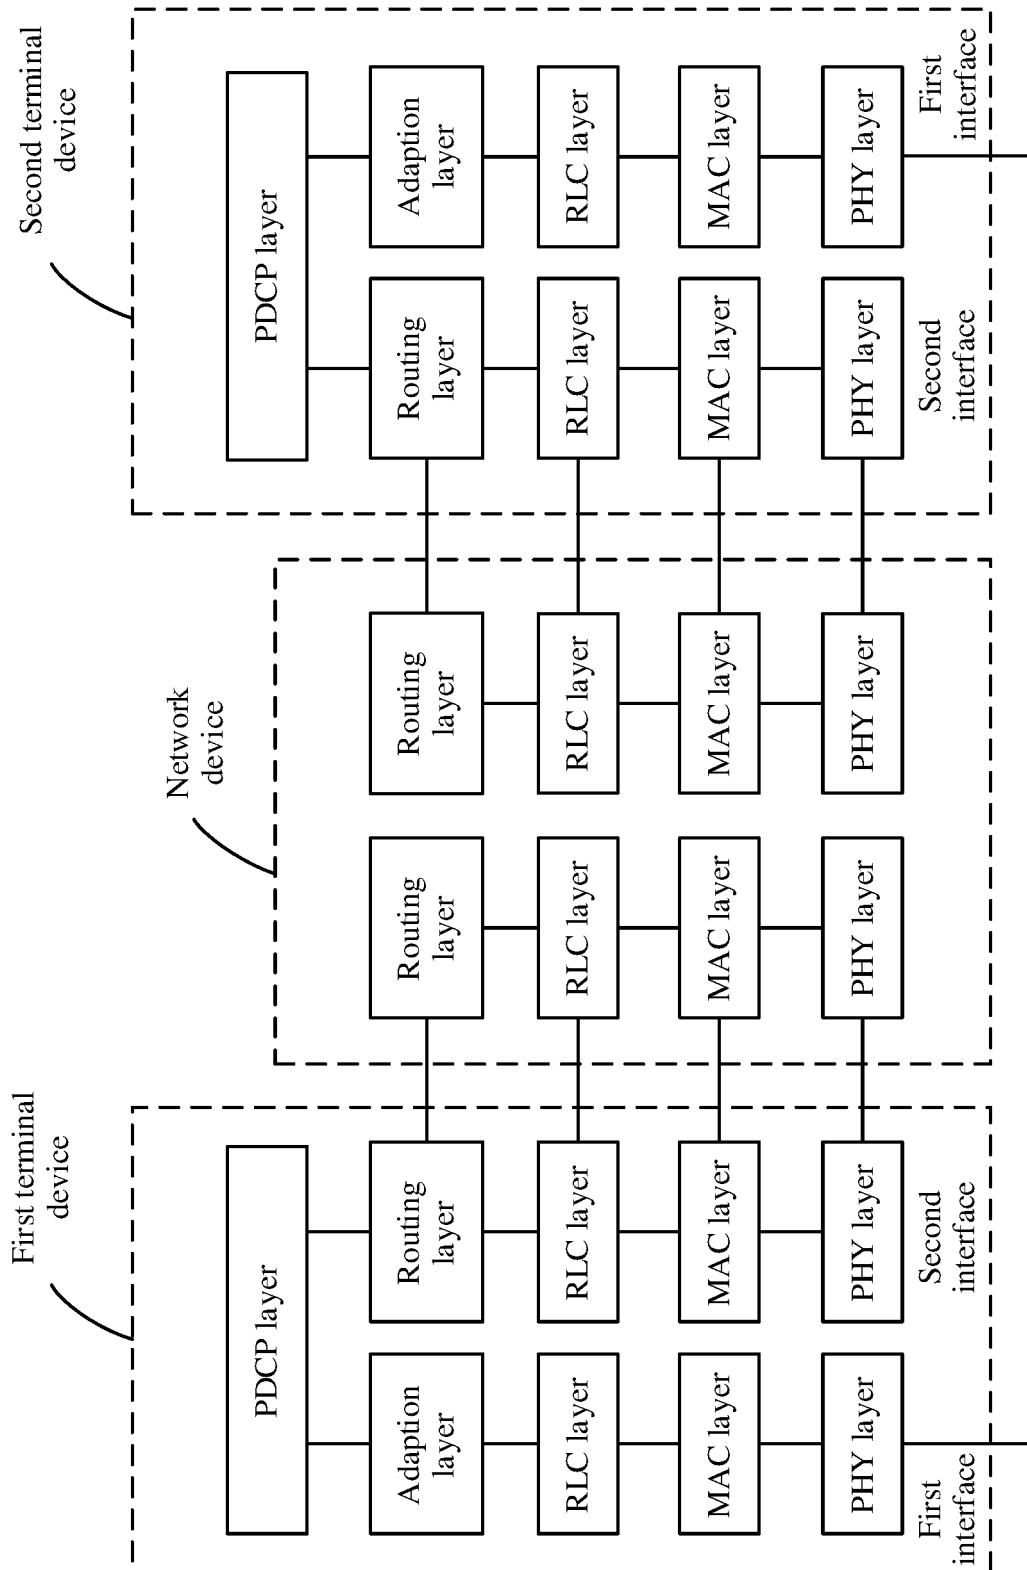 First terminal
device
Network
device
Second terminal
device
PDCP layer
PDCP layer
Adaption
layer
Routing
layer
Routing
layer
Routing
layer
Routing
layer
Adaption
layer
RLC layer
RLC layer
RLC layer
RLC layer
RLC layer
RLC layer
MAC layer
MAC layer
MAC layer
MAC layer
MAC layer
MAC layer
PHY layer
PHY layer
PHY layer
PHY layer
PHY layer
PHY layer
First
interface
Second
interface
Second
interface
First
interface